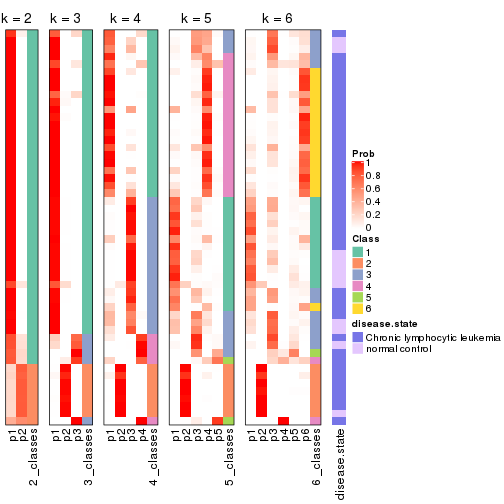 k = 2
k = 3
k = 4
k = 5
k = 6
Prob
1
0.8
0.6
0.4
0.2
0
Class
1
2
3
4
5
6
disease.state
Chronic lymphocytic leukemia
normal control
p1
p2
2_classes
p1
p2
p3
3_classes
p1
p2
p3
p4
4_classes
p1
p2
p3
p4
p5
5_classes
p1
p2
p3
p4
p5
p6
6_classes
disease.state